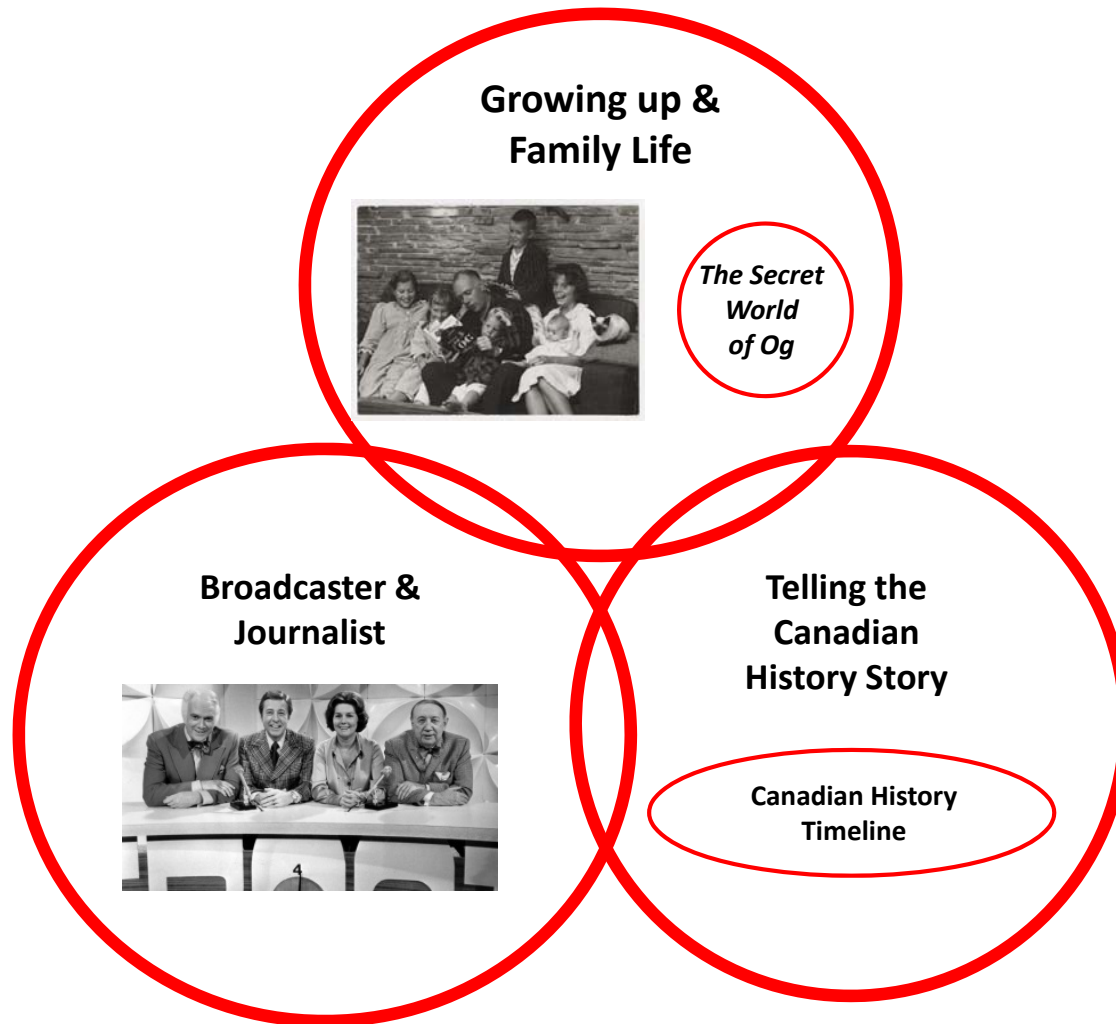 Growing up &
Family Life
The Secret
World
of Og
Broadcaster &
Journalist
4
Telling the
Canadian
History Story
Canadian History
Timeline